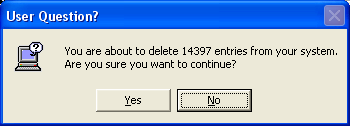 User Question?
You are about to delete 14397 entries from your system.
Are you sure you want to continue?
Yes No